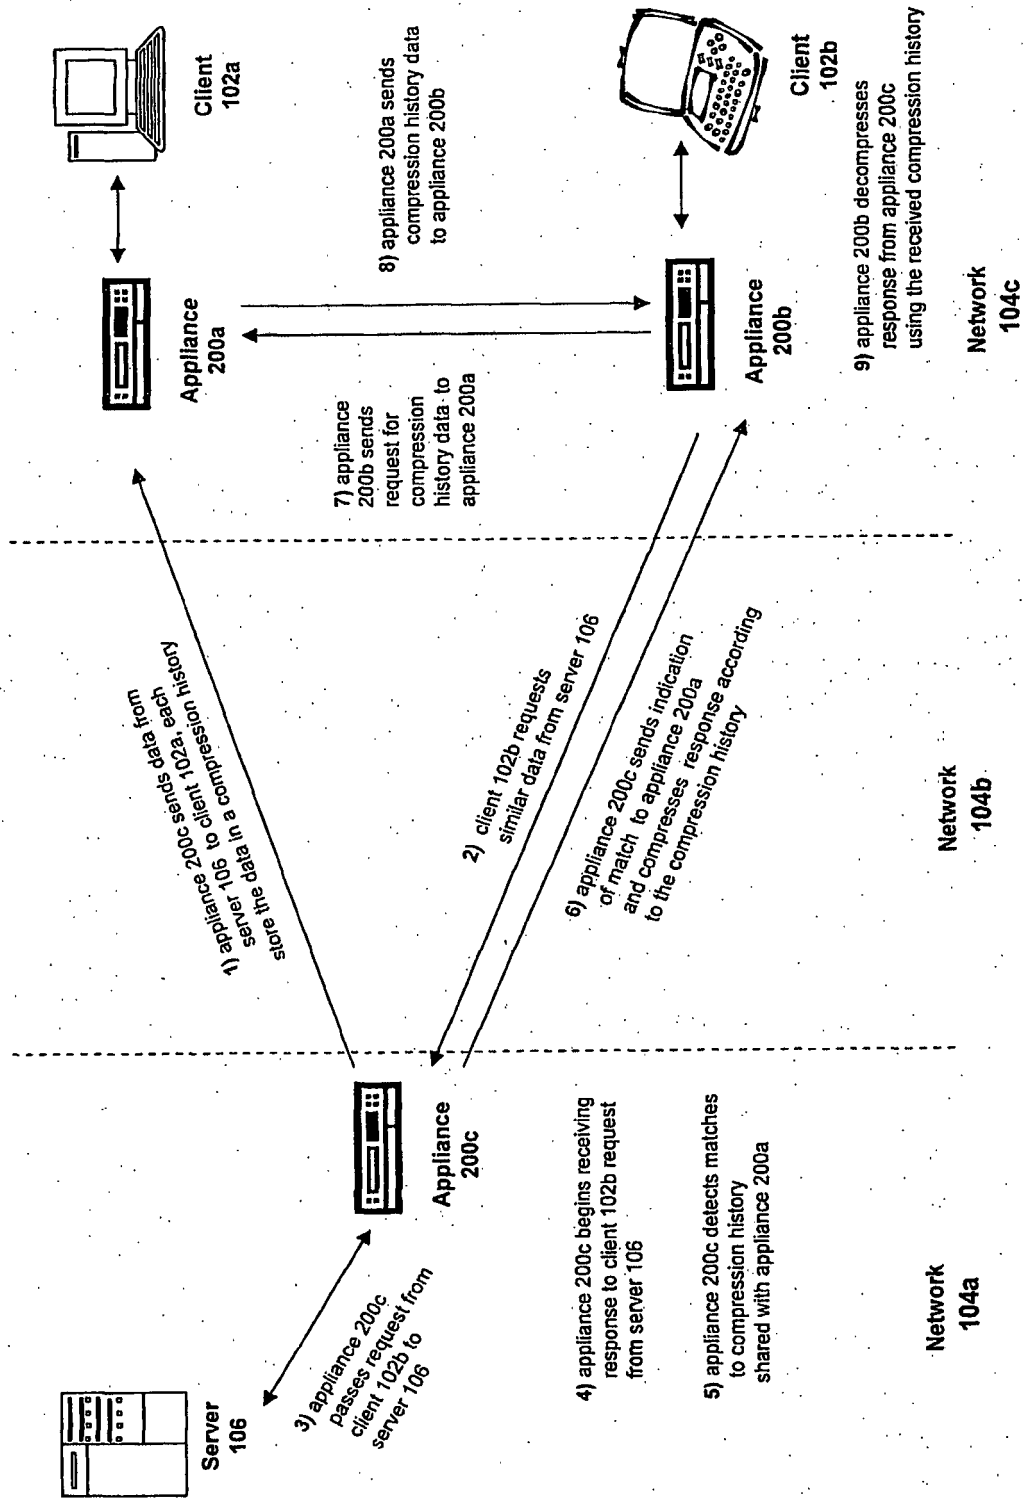 Server
106
3) appliance 200c
passes request from
client 102b to
server 106
Appliance
200c
4) appliance 200c begins receiving
response to client 102b request
from server 106
5) appliance 200c detects matches
to compression history
shared with appliance 200a
Network
104a
1) appliance 200c sends data from
server 106 to client 102a, each
store the data in a compression history
2) client 102b requests
similar data from server 106
6) appliance 200c sends indication
of match to appliance 200a
and compresses response according
to the compression history
Network
104b
Client
102a
Appliance
200a
7) appliance
200b sends
request for
compression
history data to
appliance 200a
8) appliance 200a sends
compression history data
to appliance 200b
Client
102b
Appliance
200b
9) appliance 200b decompresses
response from appliance 200c
using the received compression history
Network
104c